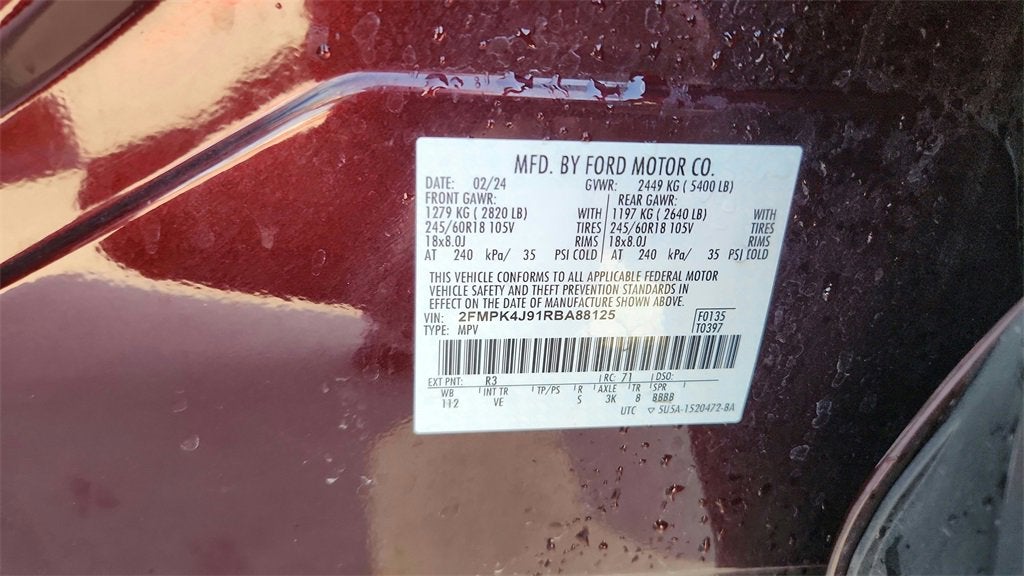 MFD. BY FORD MOTOR CO.
DATE: 02/24 GVWR: 2449 KG ( 5400 LB)
FRONT GAWR: REAR GAWR:
1279 KG ( 2820 LB) WITH 1197 KG ( 2640 LB) WITH
245/60R18 105V TIRES 245/60R18 105V TIRES
18x8.0J RIMS 18x8.0J RIMS
AT 240 kPa/ 35 PSI COLD AT 240 kPa/ 35 PSI COLD
THIS VEHICLE CONFORMS TO ALL APPLICABLE FEDERAL MOTOR
VEHICLE SAFETY AND THEFT PREVENTION STANDARDS IN
EFFECT ON THE DATE OF MANUFACTURE SHOWN ABOVE.
VIN: 2FMPK4J91RBA88125 F0135
TYPE: MPV T0397
EXT PNT: R3 RC: 71 DSO:
WB INT TR TP/PS R AXLE TR SPR
112 VE 5 3K 8 BBBB
UTC ▽ 5U5A-1520472-BA